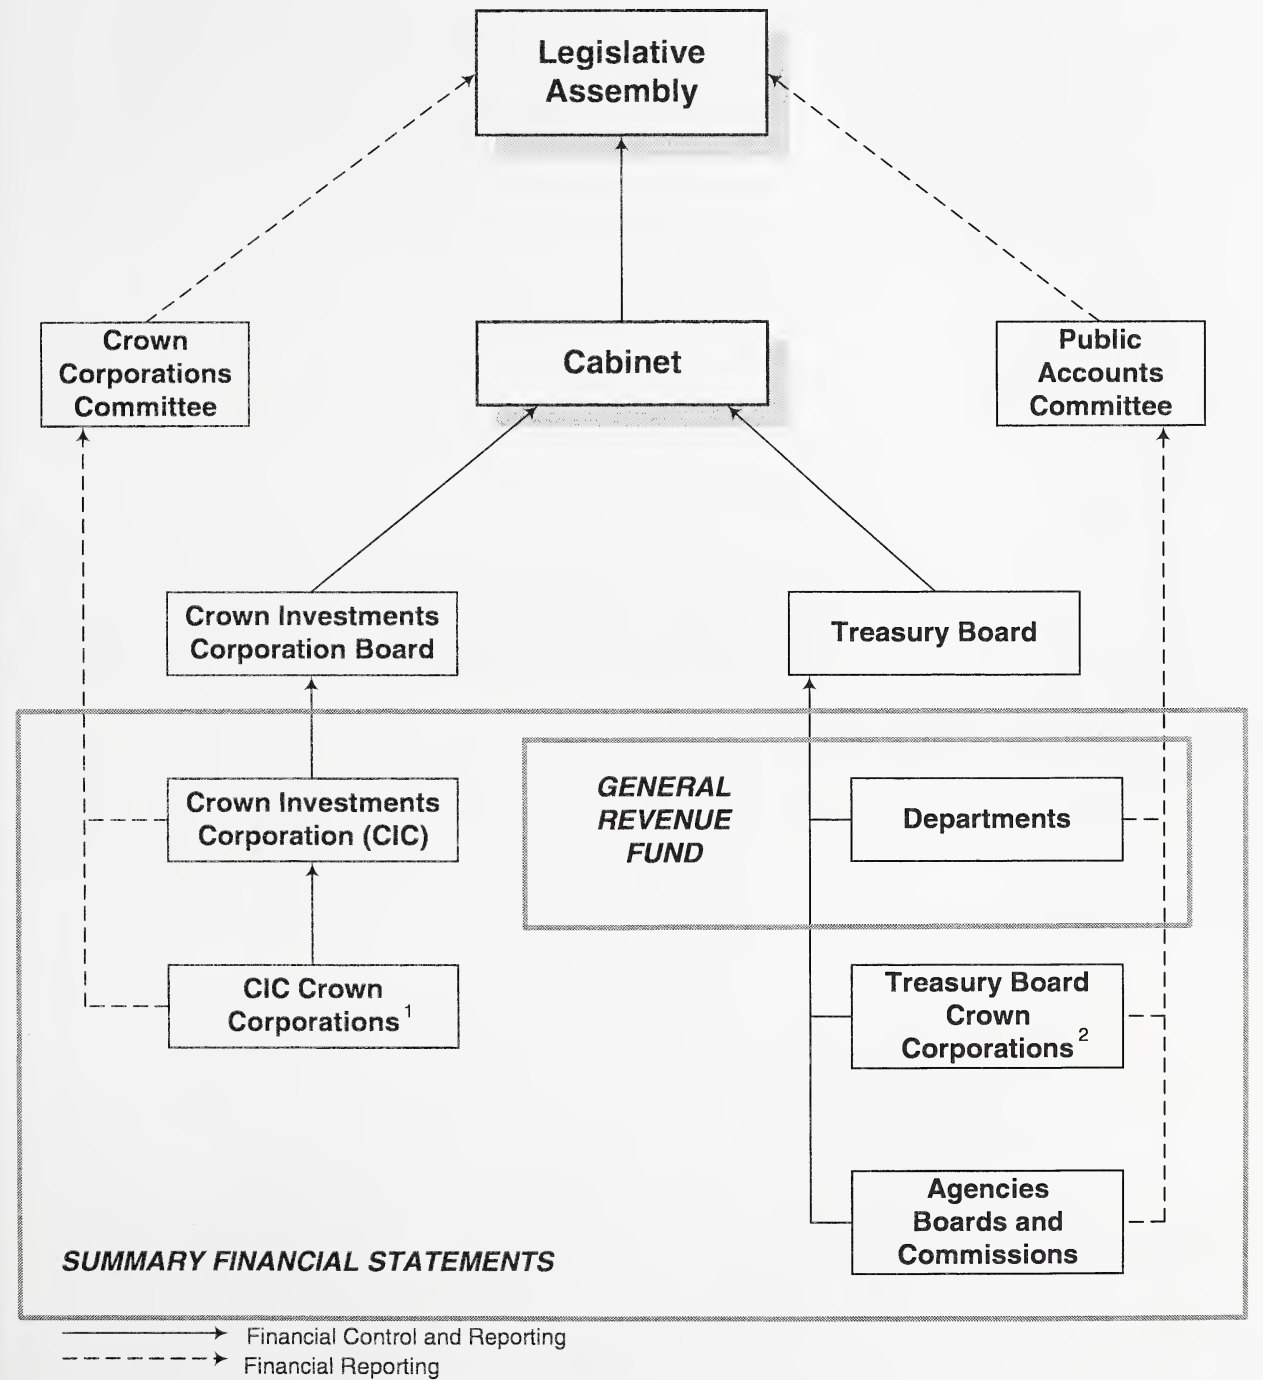 Legislative
Assembly
Crown
Corporations
Committee
Cabinet
Public
Accounts
Committee
Crown Investments
Corporation Board
Treasury Board
Crown Investments
Corporation (CIC)
GENERAL
REVENUE
FUND
Departments
CIC Crown
Corporations 1
Treasury Board
Crown
Corporations 2
Agencies
Boards and
Commissions
SUMMARY FINANCIAL STATEMENTS
Financial Control and Reporting
Financial Reporting